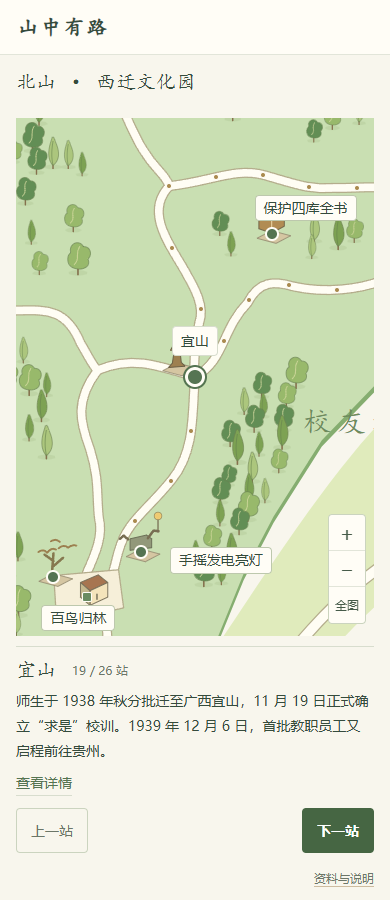 山中有路
北山 • 西迁文化园
保护四库全书
宜山
校友
手摇发电亮灯
百鸟归林
+
−
全图
宜山 19 / 26 站
师生于 1938 年秋分批迁至广西宜山，11 月 19 日正式确
立“求是”校训。1939 年 12 月 6 日，首批教职员工又
启程前往贵州。
查看详情
上一站
下一站
资料与说明